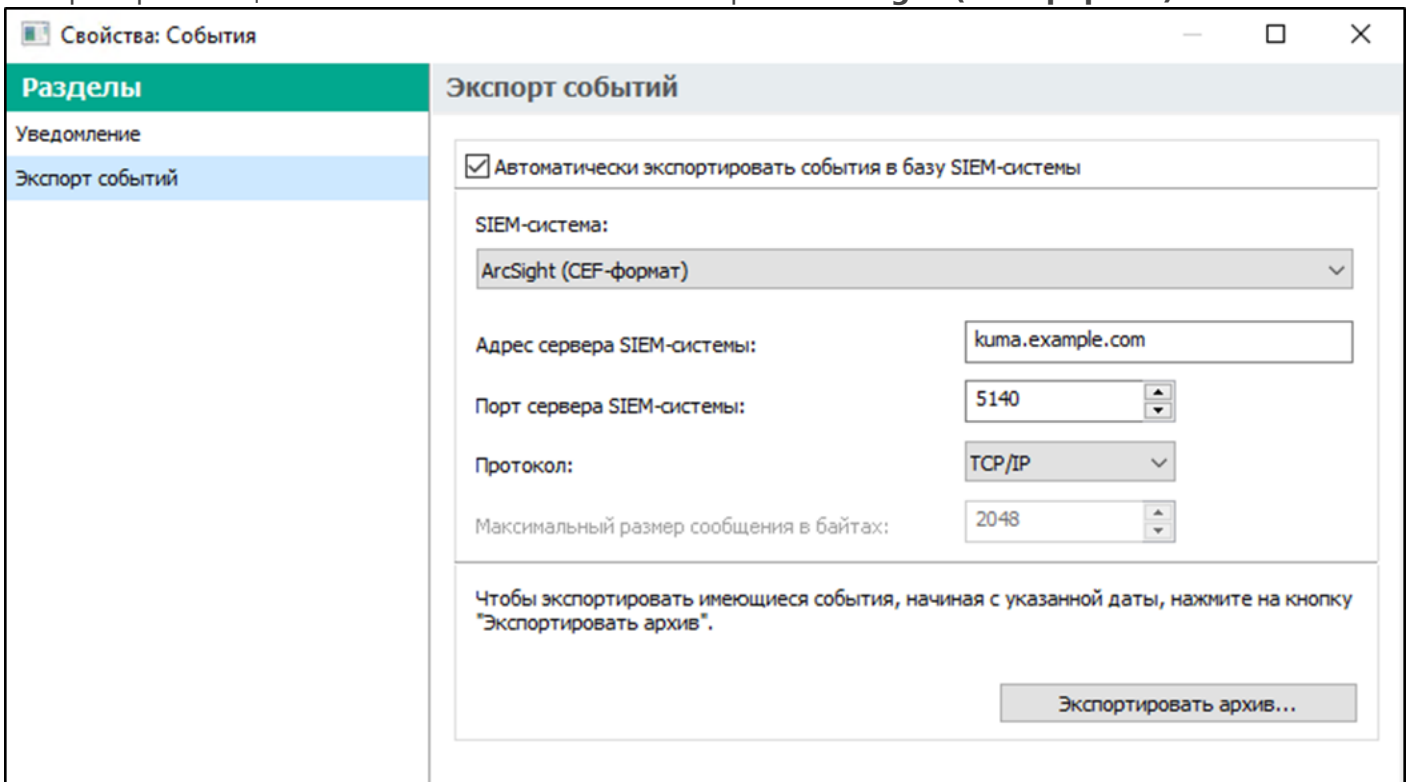 Свойства: События
Разделы
Уведомление
Экспорт событий
Экспорт событий
Автоматически экспортировать события в базу SIEM-системы
SIEM-система:
ArcSight (CEF-формат)
Адрес сервера SIEM-системы:
kuma.example.com
Порт сервера SIEM-системы:
5140
Протокол:
TCP/IP
Максимальный размер сообщения в байтах:
2048
Чтобы экспортировать имеющиеся события, начиная с указанной даты, нажмите на кнопку
"Экспортировать архив".
Экспортировать архив...